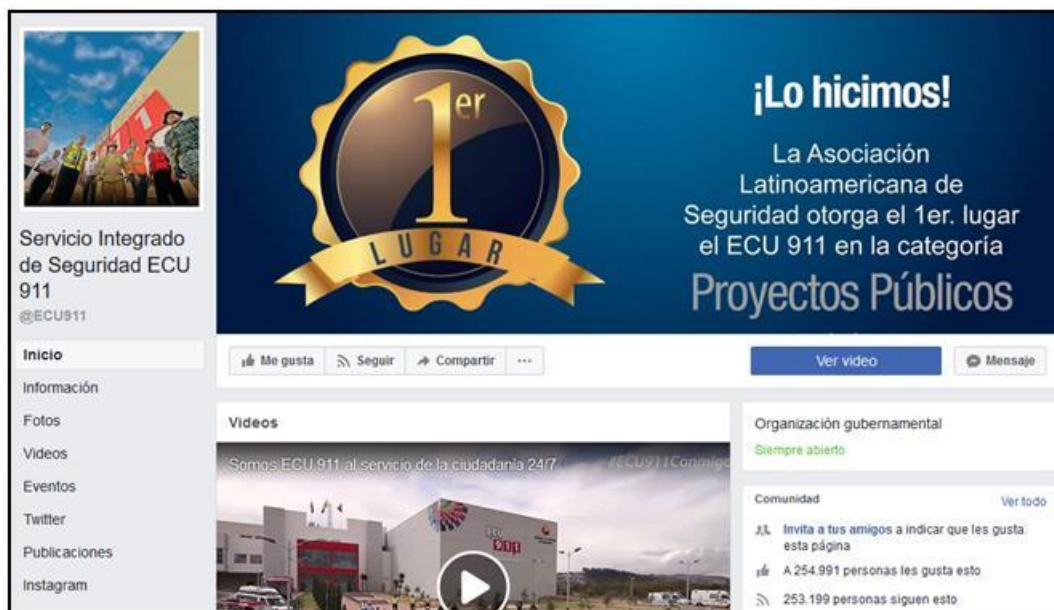 1er
LUGAR
¡Lo hicimos!
La Asociación
Latinoamericana de
Seguridad otorga el 1er. lugar
el ECU 911 en la categoría
Proyectos Públicos
Servicio Integrado
de Seguridad ECU
911
@ECU911
Inicio
Información
Fotos
Videos
Eventos
Twitter
Publicaciones
Instagram
Me gusta
Seguir
Compartir
Ver video
Mensaje
Videos
Somos ECU 911 al servicio de la ciudadanía 24/7
#ECU911Conmigo
ECU
911
Organización gubernamental
Siempre abierto
Comunidad
Ver todo
Invita a tus amigos a indicar que les gusta
esta página
A 254.991 personas les gusta esto
253.199 personas siguen esto